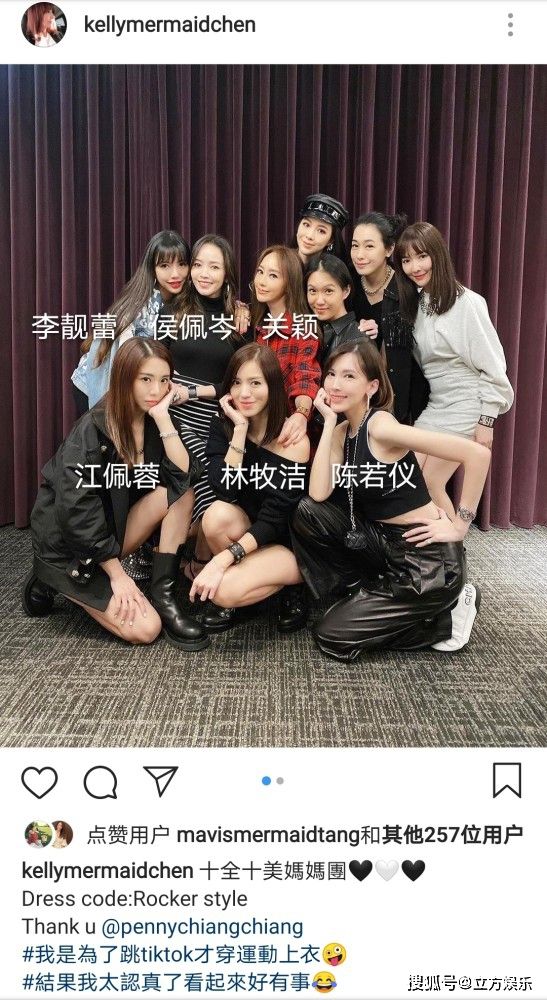 kellymermaidchen
李靓蕾 侯佩岑 关颖
江佩蓉 林牧洁 陈若仪
点赞用户 mavismermaidtang和其他257位用户
kellymermaidchen 十全十美媽媽團🖤🤍🖤
Dress code:Rocker style
Thank u @pennychiangchiang
#我是為了跳tiktok才穿運動上衣🤪
#結果我太認真了看起來好有事😂
搜狐号@立方娱乐